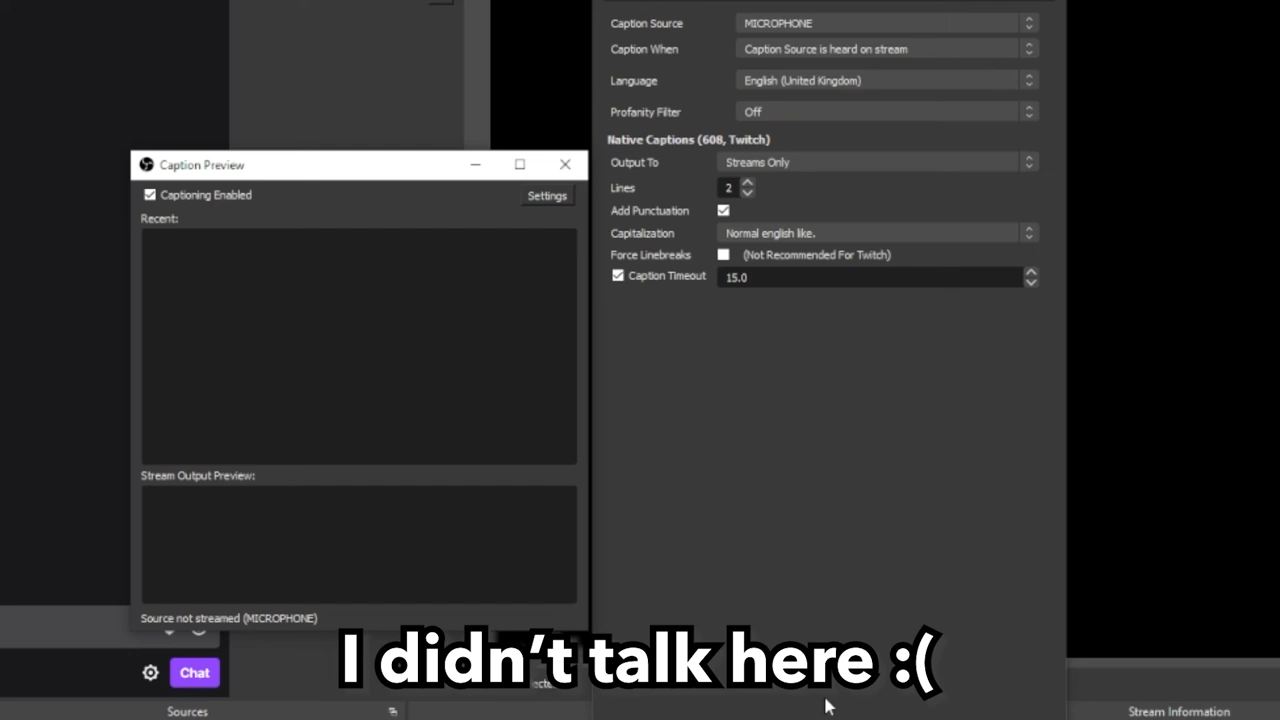 Caption Source MICROPHONE
Caption When Caption Source is heard on stream
Language English (United Kingdom)
Profanity Filter Off
Native Captions (608, Twitch)
Output To Streams Only
Lines 2
Add Punctuation
Capitalization Normal english like.
Force Linebreaks (Not Recommended For Twitch)
Caption Timeout 15.0
Caption Preview
Captioning Enabled Settings
Recent:
Stream Output Preview:
Source not streamed (MICROPHONE)
I didn't talk here :(
Chat
Sources
Stream Information